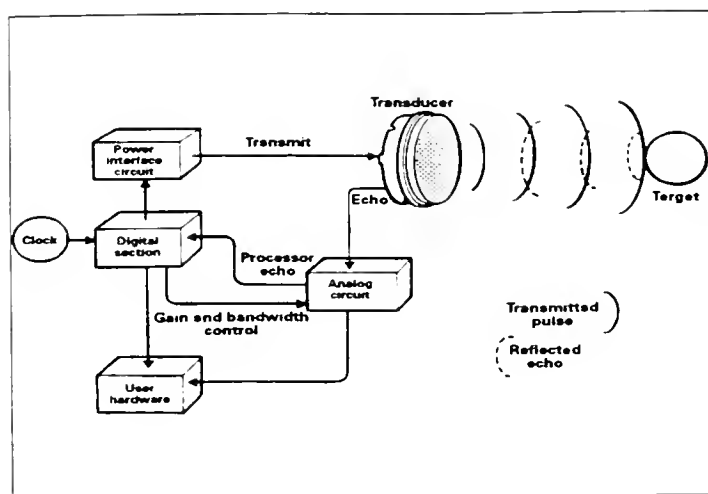 Transducer
Power
interface
circuit
Transmit
Echo
Terget
Clock
Digital
section
Processor
echo
Analog
circuit
Gain and bandwidth
control
Transmitted
pulse
Reflected
echo
User
hardware